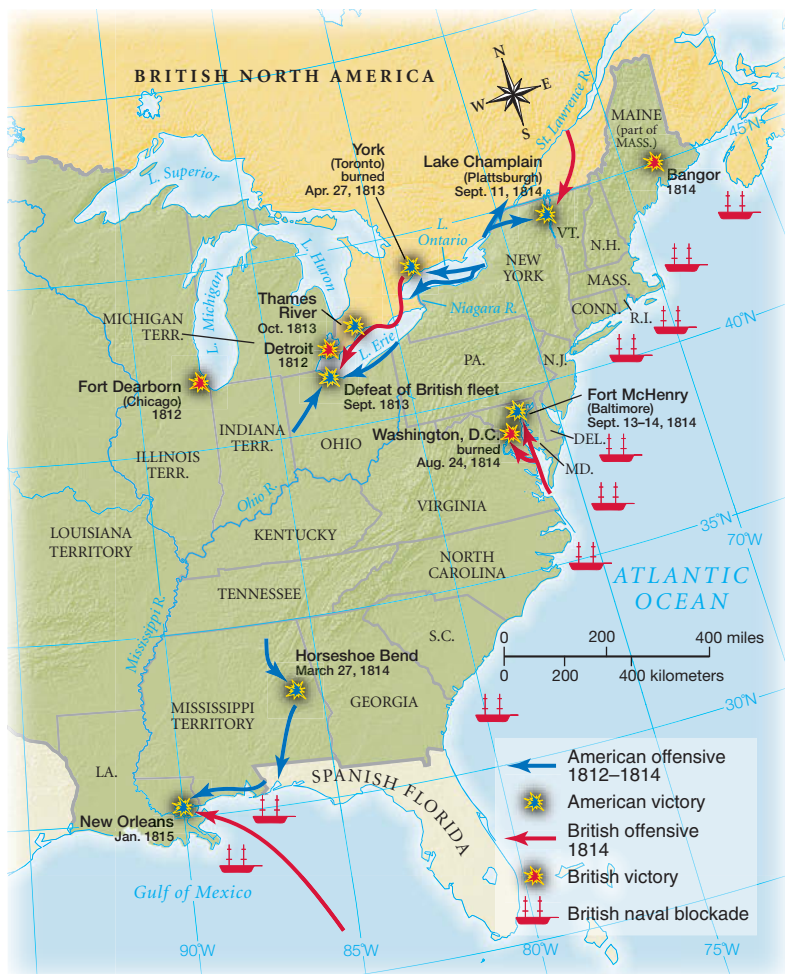 BRITISH NORTH AMERICA
N
E
W
S
St. Lawrence R.
MAINE
(part of
MASS.)
45°N
York
(Toronto)
burned
Apr. 27, 1813
Lake Champlain
(Plattsburgh)
Sept. 11, 1814
Bangor
1814
L. Superior
L. Huron
L.
Ontario
VT.
N.H.
NEW
YORK
MASS.
L. Michigan
Thames
River
Oct. 1813
Niagara R.
CONN.
R.I.
40°N
MICHIGAN
TERR.
Detroit
1812
L. Erie
PA.
N.J.
Fort Dearborn
(Chicago)
1812
Defeat of British fleet
Sept. 1813
Fort McHenry
(Baltimore)
Sept. 13–14, 1814
INDIANA
TERR.
OHIO
Washington, D.C.
burned
Aug. 24, 1814
DEL.
MD.
ILLINOIS
TERR.
Ohio R.
VIRGINIA
LOUISIANA
TERRITORY
KENTUCKY
35°N
70°W
NORTH
CAROLINA
ATLANTIC
OCEAN
TENNESSEE
Mississippi R.
S.C.
0 200 400 miles
0 200 400 kilometers
Horseshoe Bend
March 27, 1814
MISSISSIPPI
TERRITORY
GEORGIA
30°N
LA.
SPANISH FLORIDA
New Orleans
Jan. 1815
Gulf of Mexico
American offensive
1812–1814
American victory
British offensive
1814
British victory
British naval blockade
90°W
85°W
80°W
75°W